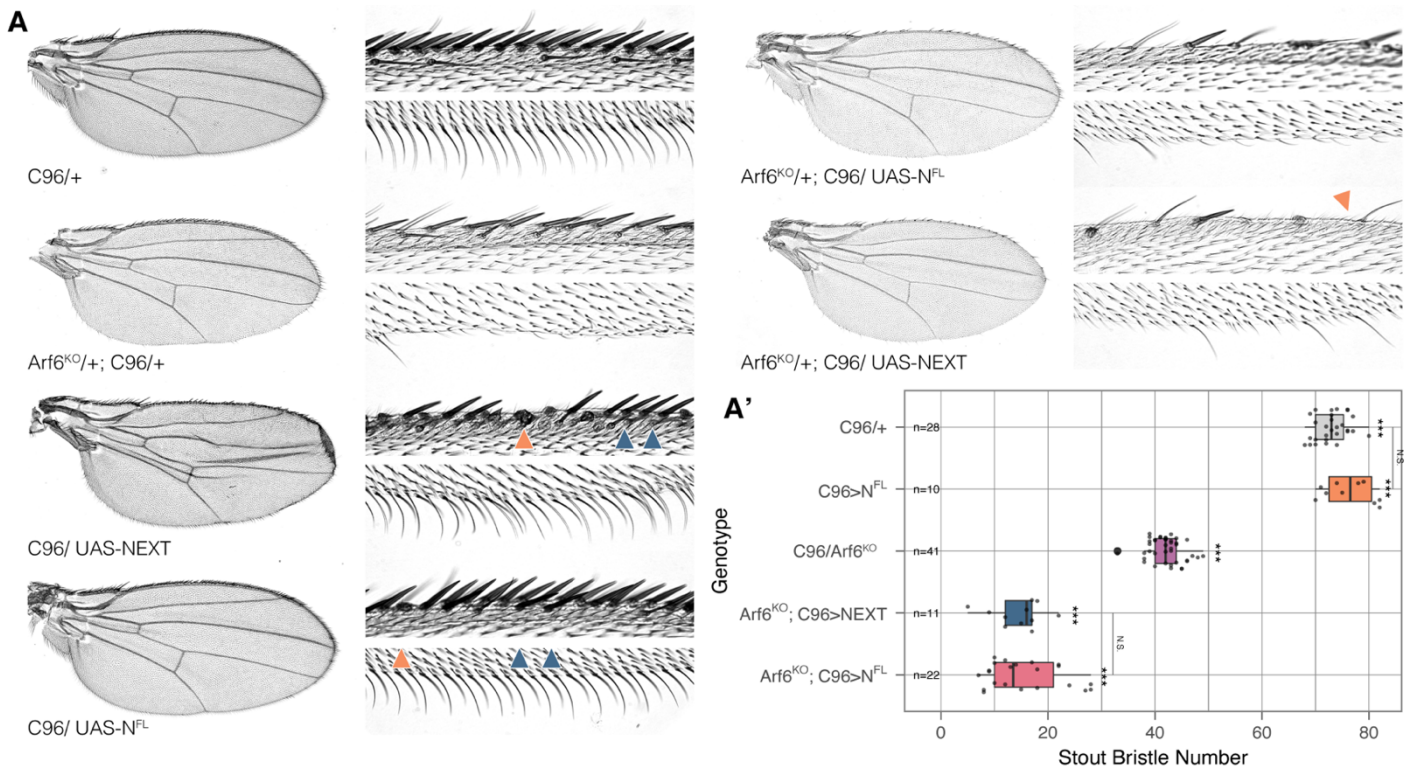 A
C96/+
Arf6ᴷᴼ/+; C96/ UAS-Nᶠᴸ
Arf6ᴷᴼ/+; C96/+
Arf6ᴷᴼ/+; C96/ UAS-NEXT
C96/ UAS-NEXT
C96/ UAS-Nᶠᴸ
A'
Genotype
C96/+
n=28
***
N.S.
C96>Nᶠᴸ
n=10
***
C96/Arf6ᴷᴼ
n=41
***
Arf6ᴷᴼ; C96>NEXT
n=11
***
N.S.
Arf6ᴷᴼ; C96>Nᶠᴸ
n=22
***
0 20 40 60 80
Stout Bristle Number